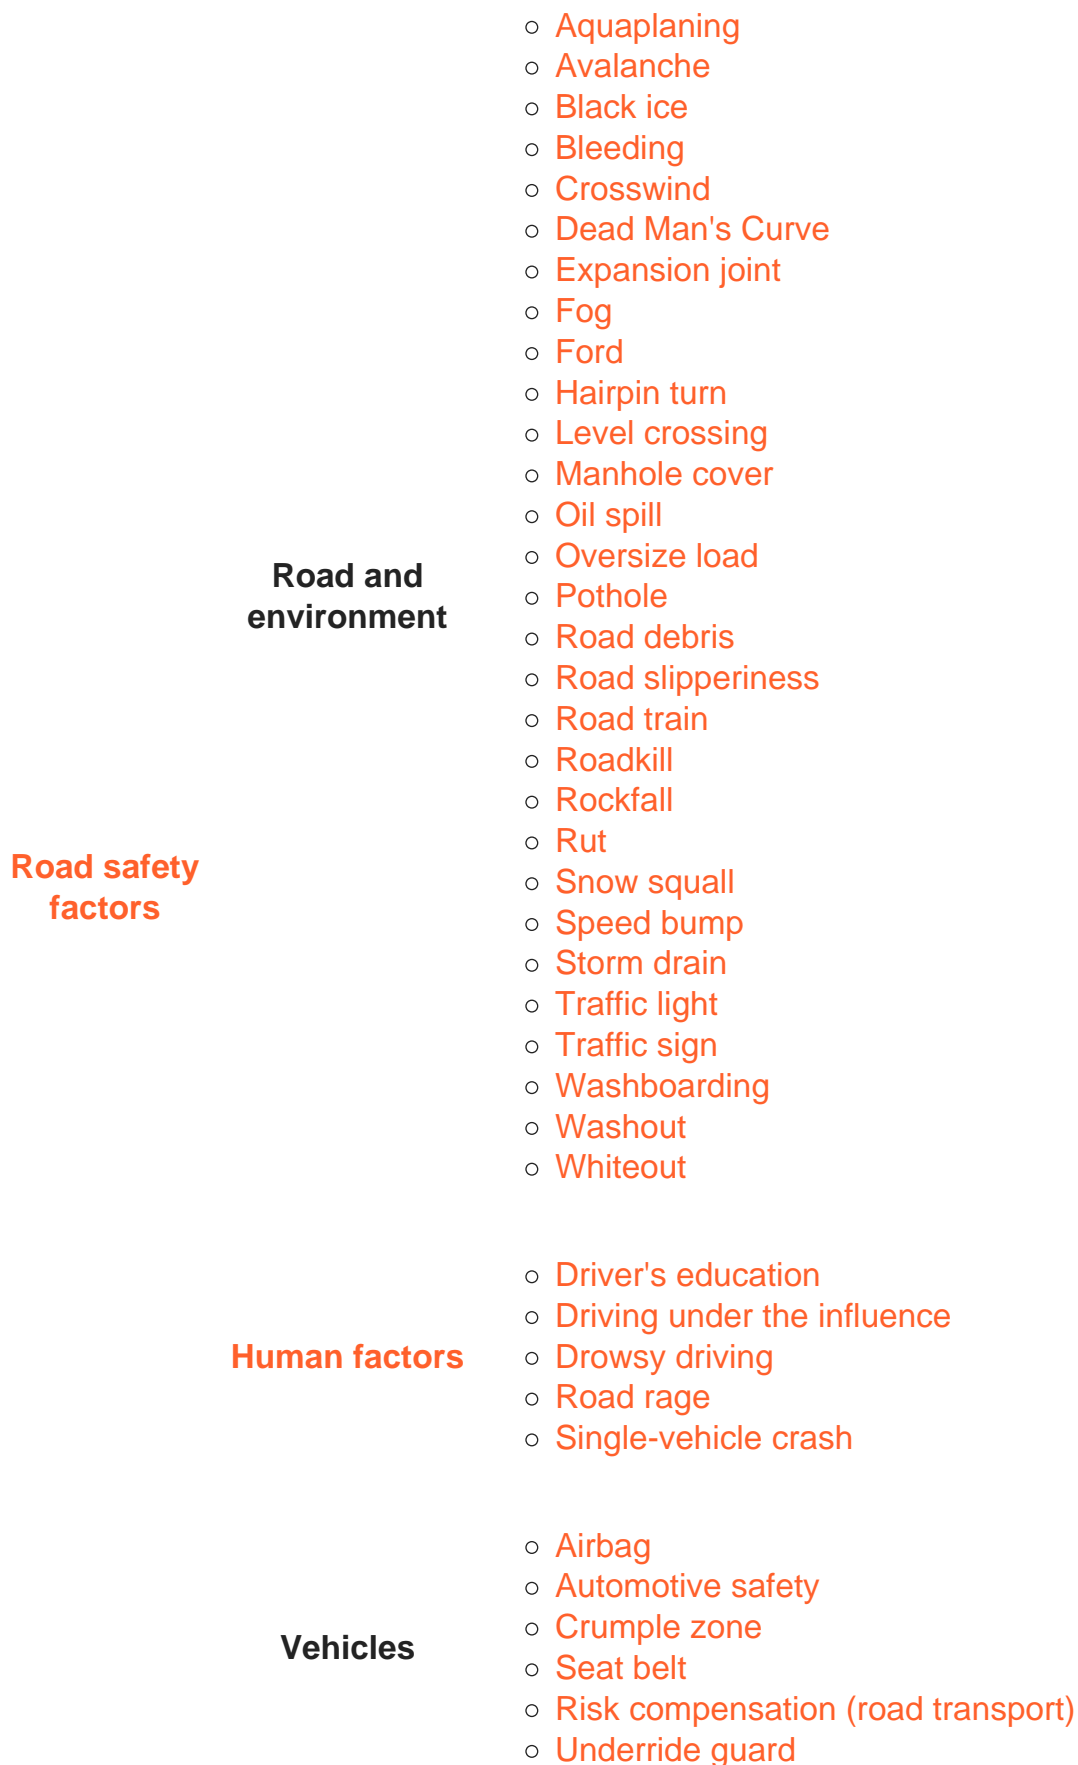 Road safety
factors
Road and
environment
Aquaplaning
Avalanche
Black ice
Bleeding
Crosswind
Dead Man's Curve
Expansion joint
Fog
Ford
Hairpin turn
Level crossing
Manhole cover
Oil spill
Oversize load
Pothole
Road debris
Road slipperiness
Road train
Roadkill
Rockfall
Rut
Snow squall
Speed bump
Storm drain
Traffic light
Traffic sign
Washboarding
Washout
Whiteout
Human factors
Driver's education
Driving under the influence
Drowsy driving
Road rage
Single-vehicle crash
Vehicles
Airbag
Automotive safety
Crumple zone
Seat belt
Risk compensation (road transport)
Underride guard